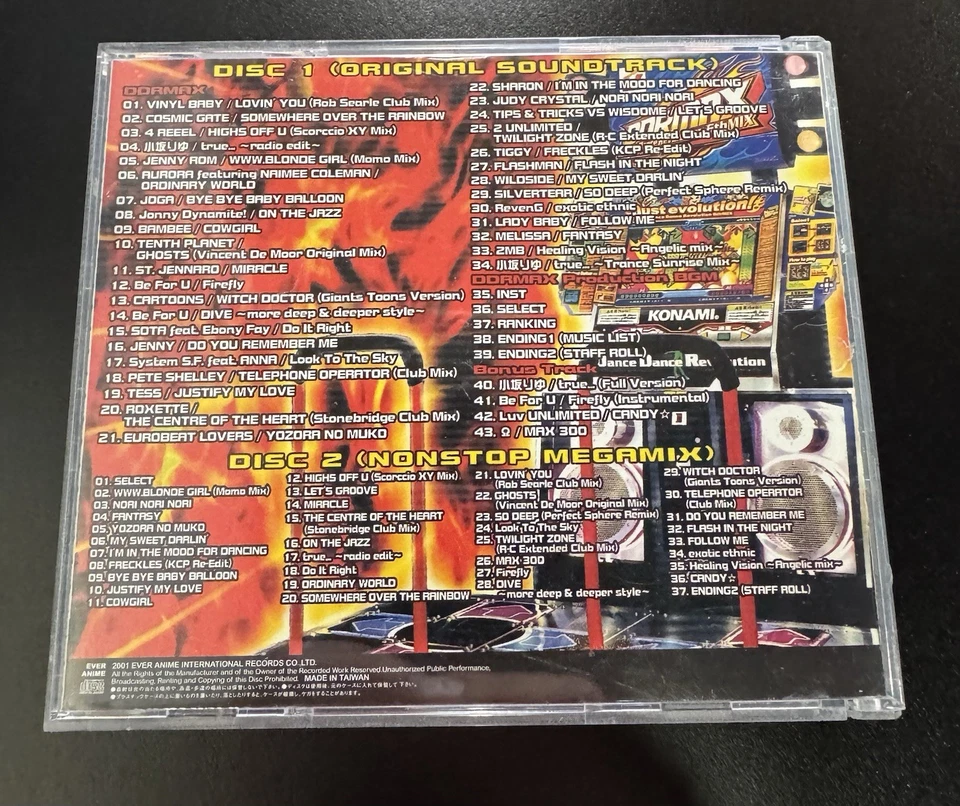 DISC 1 (ORIGINAL SOUNDTRACK)
DDRMAX
01. VINYL BABY / LOVIN' YOU (Rob Searle Club Mix)
02. COSMIC GATE / SOMEWHERE OVER THE RAINBOW
03. 4 REEEL / HIGHS OFF U (Scorccio XY Mix)
04. 小坂りゆ / true... ~radio edit~
05. JENNY ROM / WWW.BLONDE GIRL (Momo Mix)
06. AURORA featuring NAIMEE COLEMAN /
ORDINARY WORLD
07. JOGA / BYE BYE BABY BALLOON
08. Jonny Dynamite! / ON THE JAZZ
09. BAMBEE / COWGIRL
10. TENTH PLANET /
GHOSTS (Vincent De Moor Original Mix)
11. ST. JENNARO / MIRACLE
12. Be For U / Firefly
13. CARTOONS / WITCH DOCTOR (Giants Toons Version)
14. Be For U / DIVE ~more deep & deeper style~
15. SOTA feat. Ebony Fay / Do It Right
16. JENNY / DO YOU REMEMBER ME
17. System S.F. feat. ANNA / Look To The Sky
18. PETE SHELLEY / TELEPHONE OPERATOR (Club Mix)
19. TESS / JUSTIFY MY LOVE
20. ROXETTE /
THE CENTRE OF THE HEART (Stonebridge Club Mix)
21. EUROBEAT LOVERS / YOZORA NO MUKO
22. SHARON / I'M IN THE MOOD FOR DANCING
23. JUDY CRYSTAL / NORI NORI NORI
24. TIPS & TRICKS VS WISDOME / LET'S GROOVE
25. 2 UNLIMITED /
TWILIGHT ZONE (R-C Extended Club Mix)
26. TIGGY / FRECKLES (KCP Re-Edit)
27. FLASHMAN / FLASH IN THE NIGHT
28. WILDSIDE / MY SWEET DARLIN'
29. SILVERTEAR / SO DEEP (Perfect Sphere Remix)
30. RevenG / exotic ethnic
31. LADY BABY / FOLLOW ME
32. MELISSA / FANTASY
33. 2MB / Healing Vision ~Angelic mix~
34. 小坂りゆ / true... ~Trance Sunrise Mix~
DDRMAX Production BGM
35. INST
36. SELECT
37. RANKING
38. ENDING1 (MUSIC LIST)
39. ENDING2 (STAFF ROLL)
Bonus Track
40. 小坂りゆ / true... (Full Version)
41. Be For U / Firefly (Instrumental)
42. Luv UNLIMITED / CANDY☆
43. Ω / MAX 300
6thMIX
Must evolution!
KONAMI
Dance Dance Revolution
DISC 2 (NONSTOP MEGAMIX)
01. SELECT
02. WWW.BLONDE GIRL (Momo Mix)
03. NORI NORI NORI
04. FANTASY
05. YOZORA NO MUKO
06. MY SWEET DARLIN'
07. I'M IN THE MOOD FOR DANCING
08. FRECKLES (KCP Re-Edit)
09. BYE BYE BABY BALLOON
10. JUSTIFY MY LOVE
11. COWGIRL
12. HIGHS OFF U (Scorccio XY Mix)
13. LET'S GROOVE
14. MIRACLE
15. THE CENTRE OF THE HEART
(Stonebridge Club Mix)
16. ON THE JAZZ
17. true... ~radio edit~
18. Do It Right
19. ORDINARY WORLD
20. SOMEWHERE OVER THE RAINBOW
21. LOVIN' YOU
(Rob Searle Club Mix)
22. GHOSTS
(Vincent De Moor Original Mix)
23. SO DEEP (Perfect Sphere Remix)
24. Look To The Sky
25. TWILIGHT ZONE
(R-C Extended Club Mix)
26. MAX 300
27. Firefly
28. DIVE
~more deep & deeper style~
29. WITCH DOCTOR
(Giants Toons Version)
30. TELEPHONE OPERATOR
(Club Mix)
31. DO YOU REMEMBER ME
32. FLASH IN THE NIGHT
33. FOLLOW ME
34. exotic ethnic
35. Healing Vision ~Angelic mix~
36. CANDY☆
37. ENDING2 (STAFF ROLL)
EVER ANIME
2001 EVER ANIME INTERNATIONAL RECORDS CO.,LTD.
All the Rights of the Manufacturer and of the Owner of the Recorded Work Reserved.Unauthorized Public Performance,
Broadcasting, Renting and Copying of this Disc Prohibited. MADE IN TAIWAN